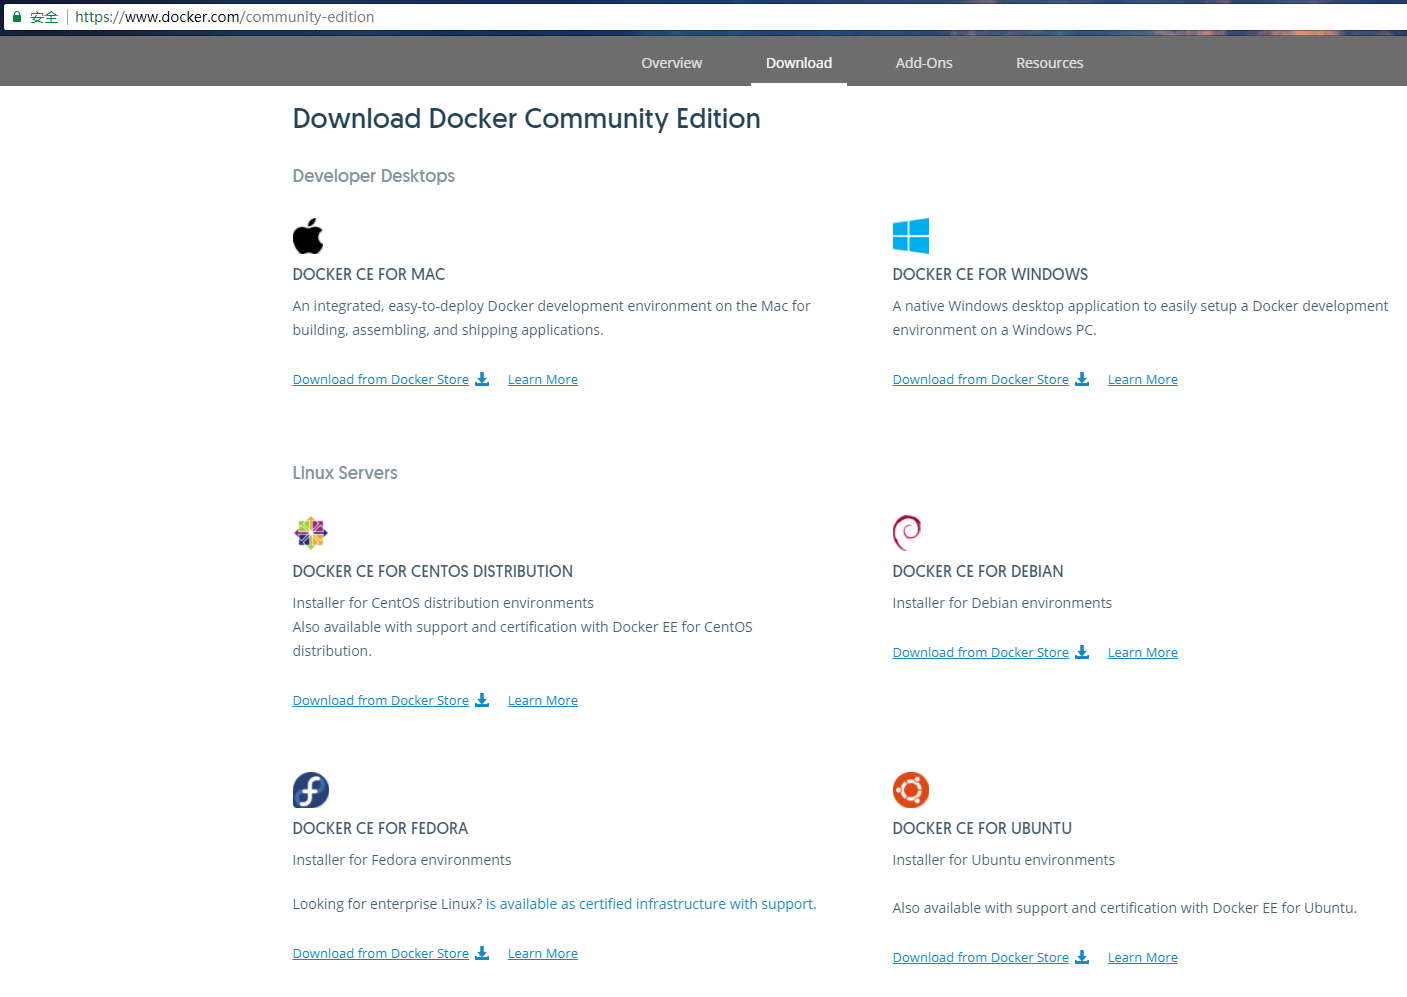 安全 https://www.docker.com/community-edition
Overview Download Add-Ons Resources
Download Docker Community Edition
Developer Desktops
DOCKER CE FOR MAC
An integrated, easy-to-deploy Docker development environment on the Mac for
building, assembling, and shipping applications.
Download from Docker Store Learn More
DOCKER CE FOR WINDOWS
A native Windows desktop application to easily setup a Docker development
environment on a Windows PC.
Download from Docker Store Learn More
Linux Servers
DOCKER CE FOR CENTOS DISTRIBUTION
Installer for CentOS distribution environments
Also available with support and certification with Docker EE for CentOS
distribution.
Download from Docker Store Learn More
DOCKER CE FOR DEBIAN
Installer for Debian environments
Download from Docker Store Learn More
DOCKER CE FOR FEDORA
Installer for Fedora environments
Looking for enterprise Linux? is available as certified infrastructure with support.
Download from Docker Store Learn More
DOCKER CE FOR UBUNTU
Installer for Ubuntu environments
Also available with support and certification with Docker EE for Ubuntu.
Download from Docker Store Learn More